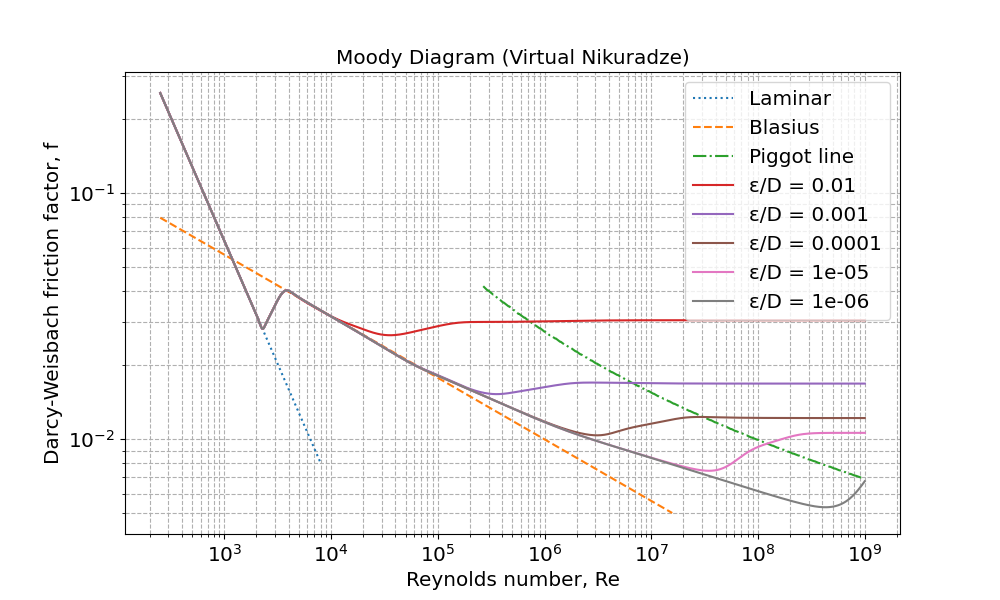 Moody Diagram (Virtual Nikuradze)
Darcy-Weisbach friction factor, f
10⁻¹
10⁻²
Laminar
Blasius
Piggot line
ε/D = 0.01
ε/D = 0.001
ε/D = 0.0001
ε/D = 1e-05
ε/D = 1e-06
10³ 10⁴ 10⁵ 10⁶ 10⁷ 10⁸ 10⁹
Reynolds number, Re